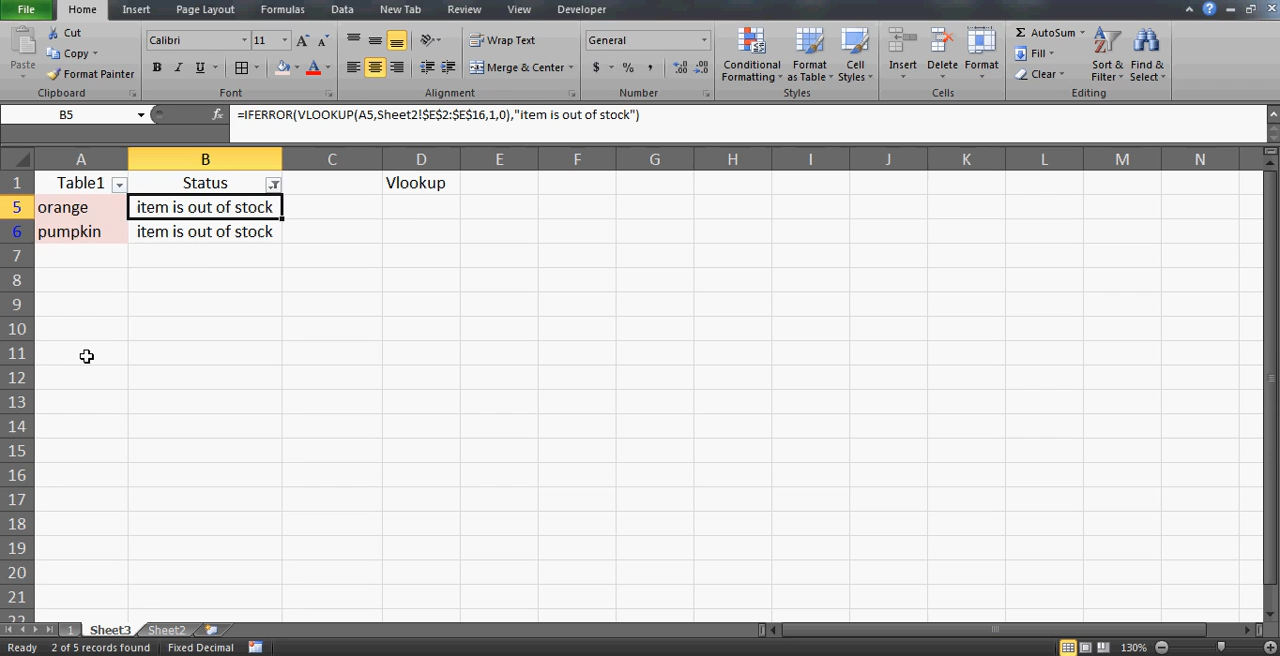 File Home Insert Page Layout Formulas Data New Tab Review View Developer
Paste Cut Copy Format Painter
Calibri 11 A A B I U A
Wrap Text Merge & Center
General $ % ,
Conditional Formatting Format as Table Cell Styles
Insert Delete Format
Σ AutoSum Fill Clear Sort & Filter Find & Select
Clipboard Font Alignment Number Styles Cells Editing
B5 fx =IFERROR(VLOOKUP(A5,Sheet2!$E$2:$E$16,1,0),"item is out of stock")
A B C D E F G H I J K L M N
1 Table1 Status Vlookup
5 orange item is out of stock
6 pumpkin item is out of stock
7
8
9
10
11
12
13
14
15
16
17
18
19
20
21
22
1 Sheet3 Sheet2
Ready 2 of 5 records found Fixed Decimal 130%